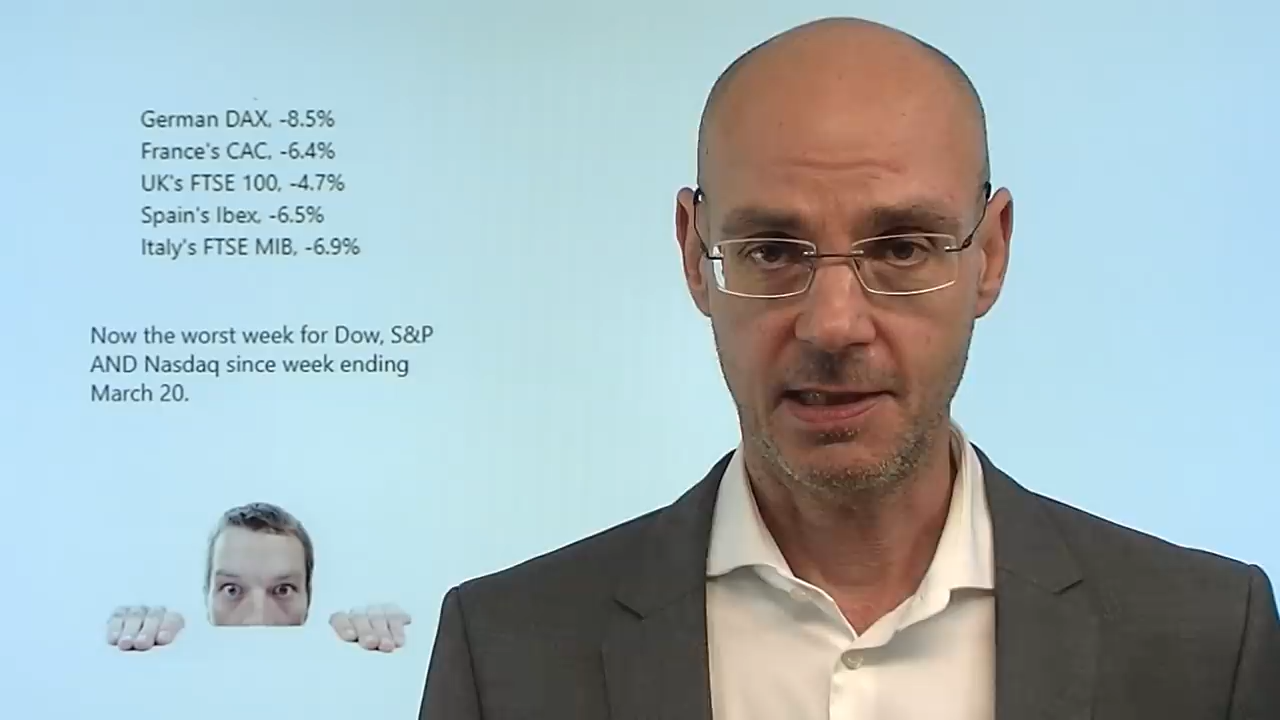 German DAX, -8.5%
France's CAC, -6.4%
UK's FTSE 100, -4.7%
Spain's Ibex, -6.5%
Italy's FTSE MIB, -6.9%
Now the worst week for Dow, S&P
AND Nasdaq since week ending
March 20.